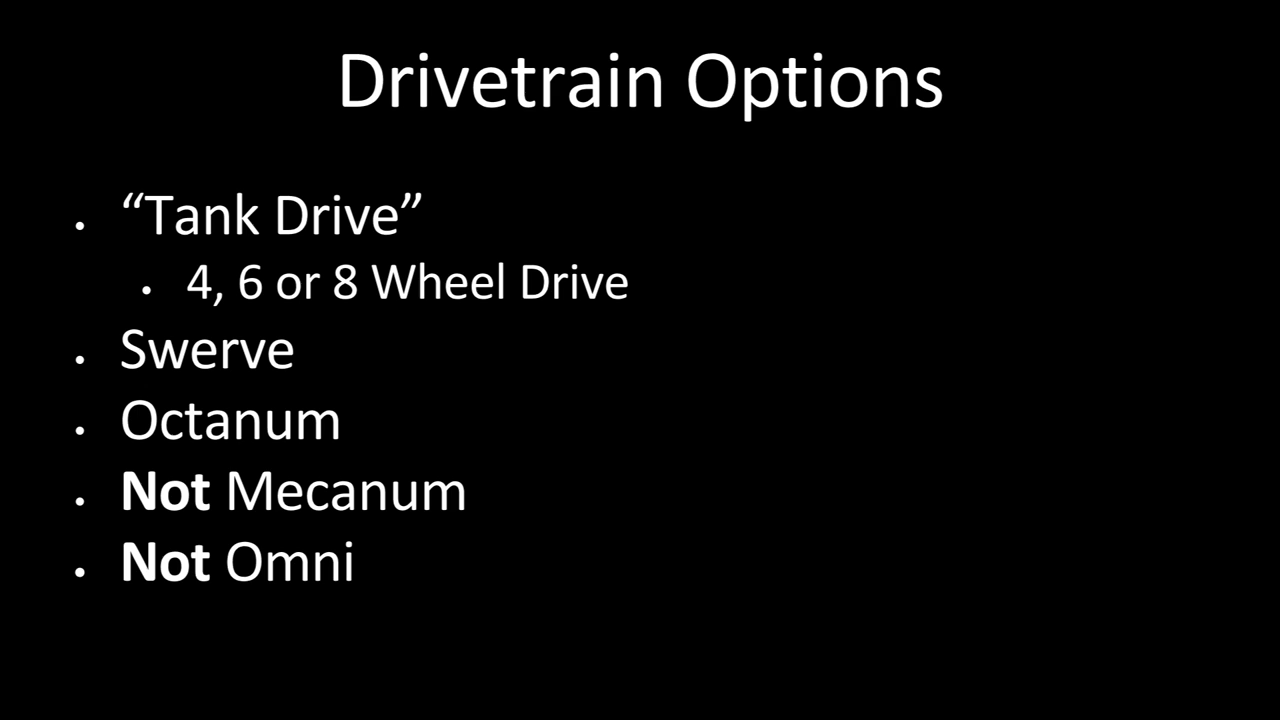 Drivetrain Options
• “Tank Drive”
• 4, 6 or 8 Wheel Drive
• Swerve
• Octanum
• Not Mecanum
• Not Omni